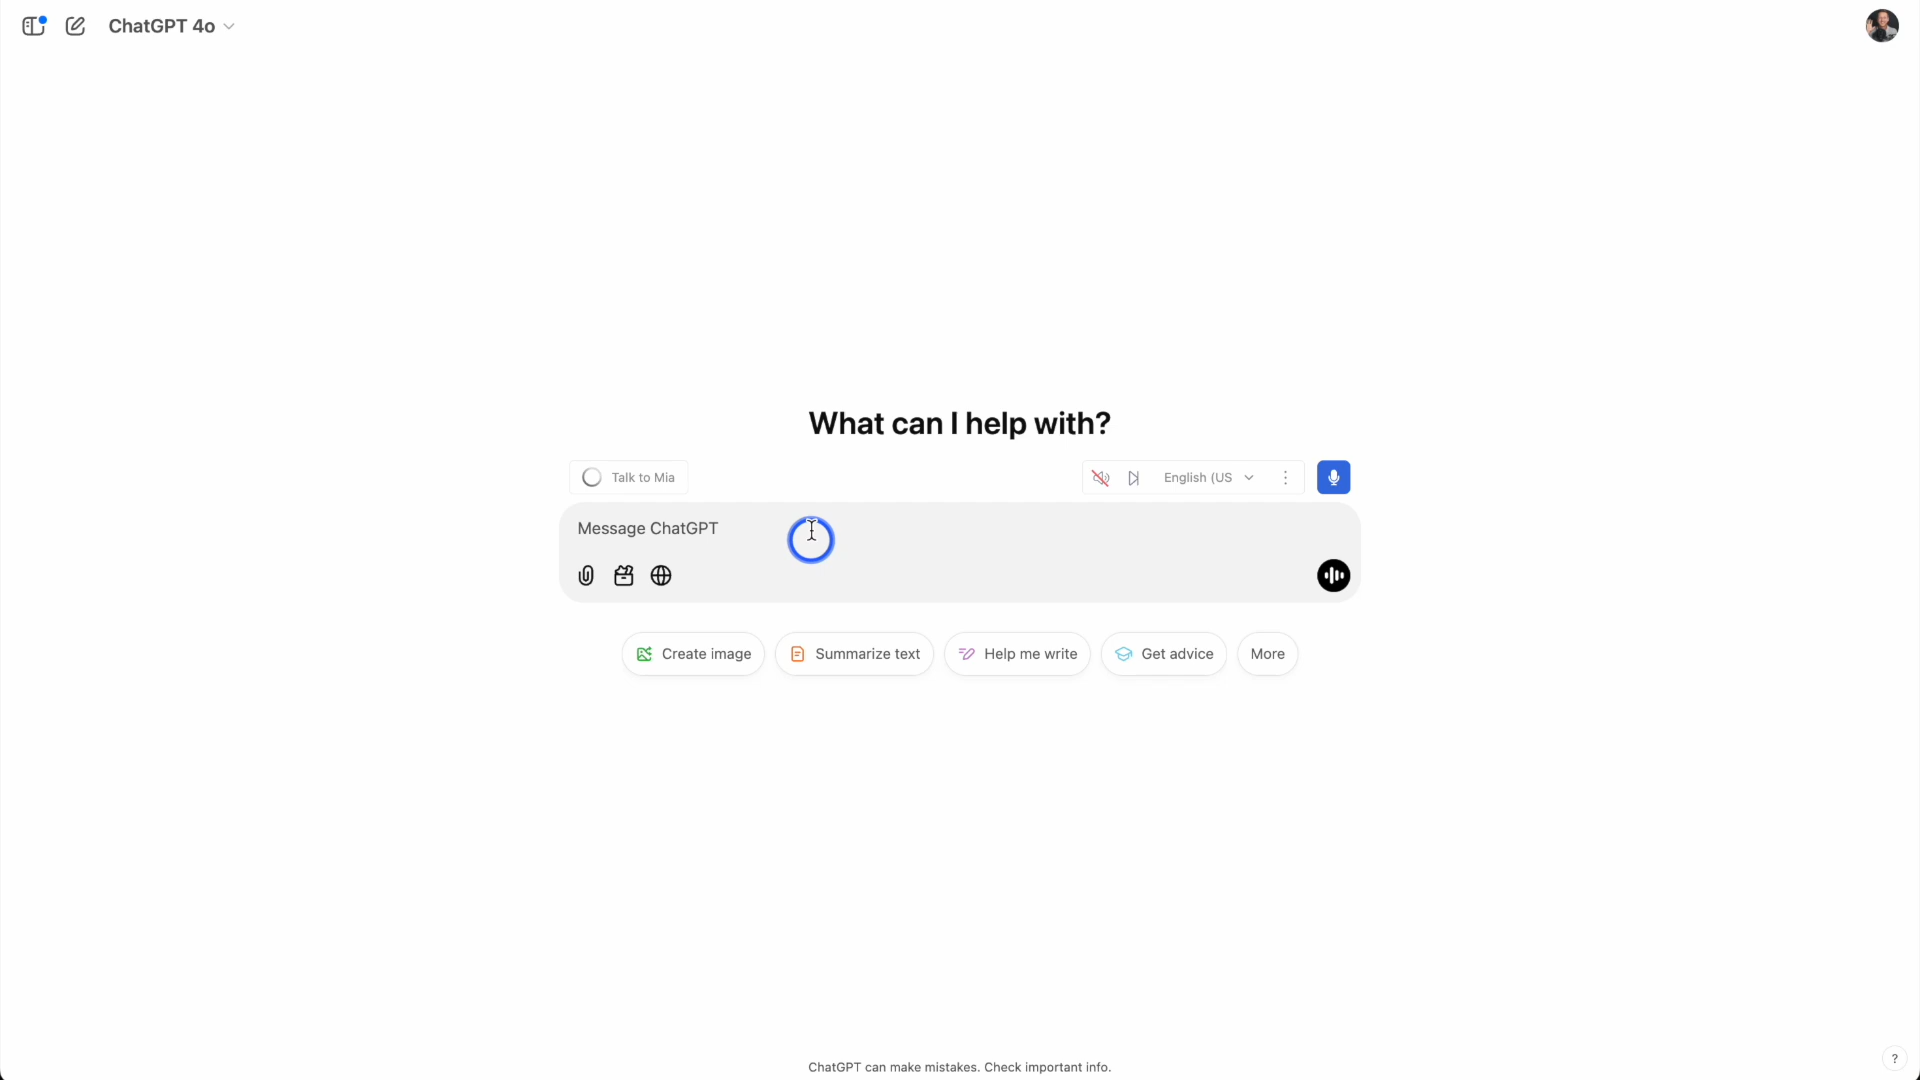 ChatGPT 4o
What can I help with?
Talk to Mia
English (US
Message ChatGPT
Create image
Summarize text
Help me write
Get advice
More
ChatGPT can make mistakes. Check important info.
?